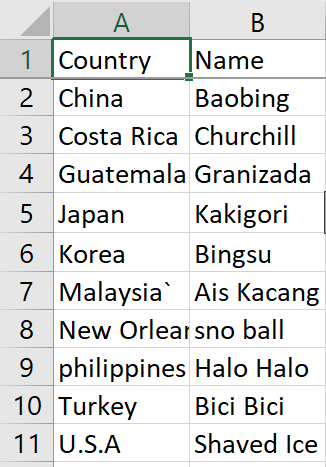 A B
1 Country Name
2 China Baobing
3 Costa Rica Churchill
4 Guatemala Granizada
5 Japan Kakigori
6 Korea Bingsu
7 Malaysia` Ais Kacang
8 New Orlear sno ball
9 philippines Halo Halo
10 Turkey Bici Bici
11 U.S.A Shaved Ice